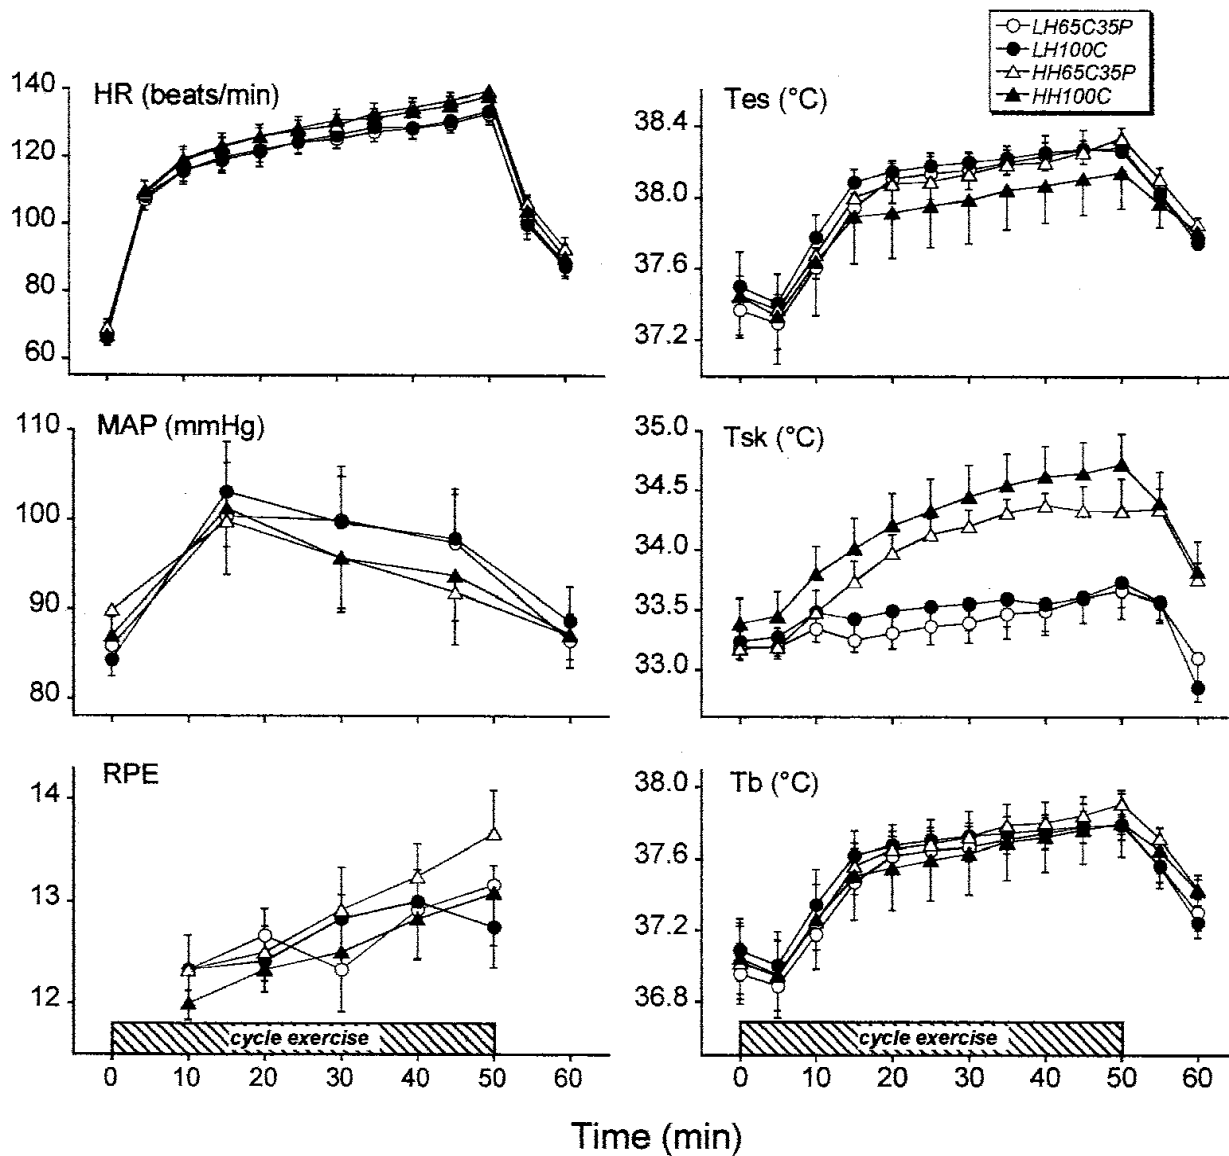 LH65C35P
LH100C
HH65C35P
HH100C
HR (beats/min)
140
120
100
80
60
Tes (°C)
38.4
38.0
37.6
37.2
MAP (mmHg)
110
100
90
80
Tsk (°C)
35.0
34.5
34.0
33.5
33.0
RPE
14
13
12
cycle exercise
0 10 20 30 40 50 60
Tb (°C)
38.0
37.6
37.2
36.8
cycle exercise
0 10 20 30 40 50 60
Time (min)